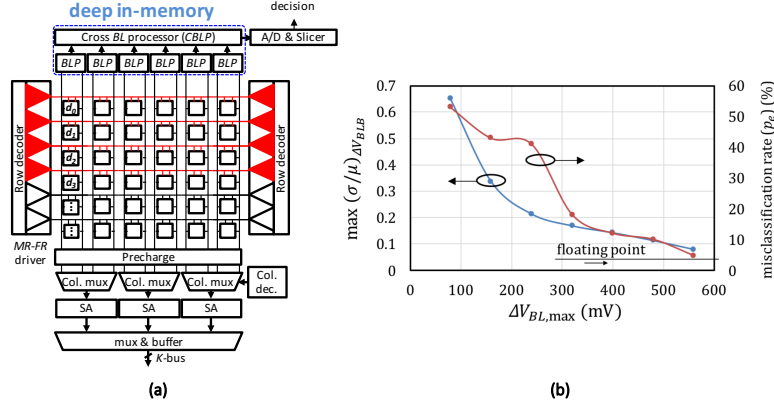 deep in-memory
decision
Cross BL processor (CBLP)
A/D & Slicer
BLP BLP BLP BLP BLP BLP
Row decoder
d0
d1
d2
d3
⋮
⋮
Row decoder
MR-FR
driver
Precharge
Col. mux Col. mux Col. mux
Col.
dec.
SA SA SA
mux & buffer
K-bus
(a)
max (σ/μ)ΔVBLB
0.7
0.6
0.5
0.4
0.3
0.2
0.1
0
60
50
40
30
20
10
0
misclassification rate (pe) (%)
floating point
0 100 200 300 400 500 600
ΔVBL,max (mV)
(b)